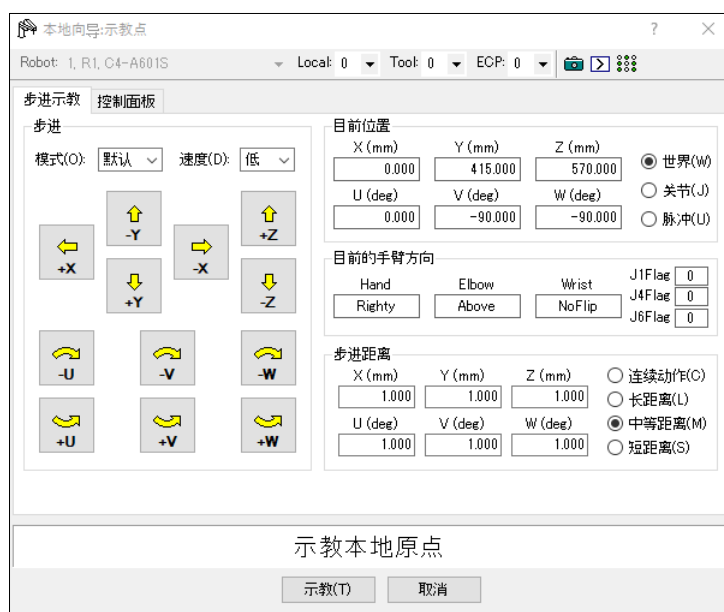 本地向导:示教点
Robot: 1, R1, C4-A601S Local: 0 Tool: 0 ECP: 0
步进示教 控制面板
步进
模式(O): 默认 速度(D): 低
-Y
+Z
+X
-X
+Y
-Z
-U -V -W
+U +V +W
目前位置
X (mm) Y (mm) Z (mm)
0.000 415.000 570.000
U (deg) V (deg) W (deg)
0.000 -90.000 -90.000
世界(W)
关节(J)
脉冲(U)
目前的手臂方向
Hand Elbow Wrist
Righty Above NoFlip
J1Flag 0
J4Flag 0
J6Flag 0
步进距离
X (mm) Y (mm) Z (mm)
1.000 1.000 1.000
U (deg) V (deg) W (deg)
1.000 1.000 1.000
连续动作(C)
长距离(L)
中等距离(M)
短距离(S)
示教本地原点
示教(T) 取消